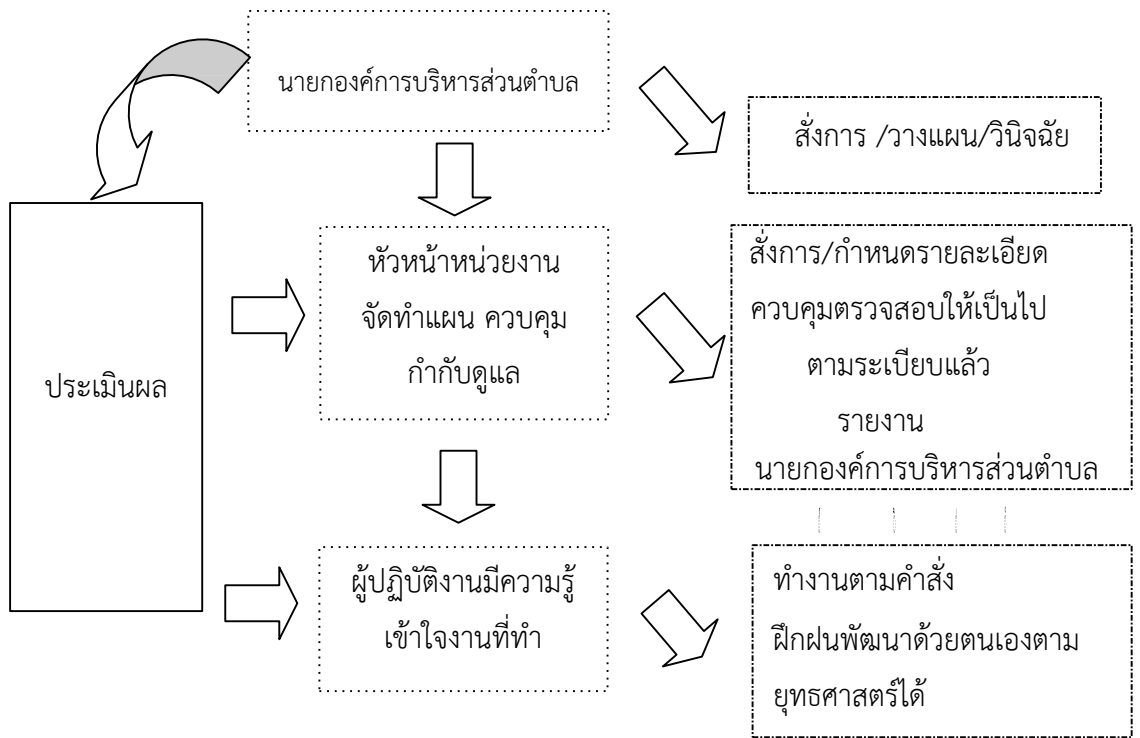 นายกองค์การบริหารส่วนตำบล
สั่งการ /วางแผน/วินิจฉัย
ประเมินผล
หัวหน้าหน่วยงาน
จัดทำแผน ควบคุม
กำกับดูแล
สั่งการ/กำหนดรายละเอียด
ควบคุมตรวจสอบให้เป็นไป
ตามระเบียบแล้ว
รายงาน
นายกองค์การบริหารส่วนตำบล
ผู้ปฏิบัติงานมีความรู้
เข้าใจงานที่ทำ
ทำงานตามคำสั่ง
ฝึกฝนพัฒนาด้วยตนเองตาม
ยุทธศาสตร์ได้